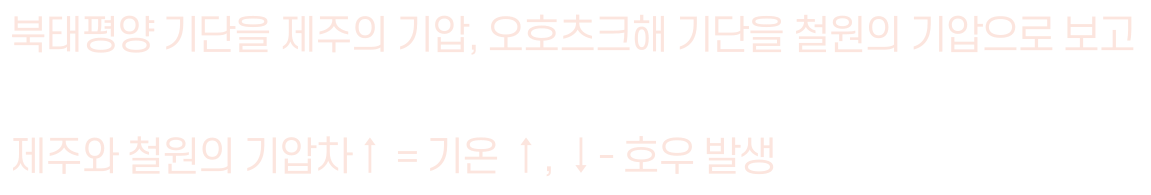 북태평양 기단을 제주의 기압, 오호츠크해 기단을 철원의 기압으로 보고
제주와 철원의 기압차↑ = 기온 ↑, ↓- 호우 발생